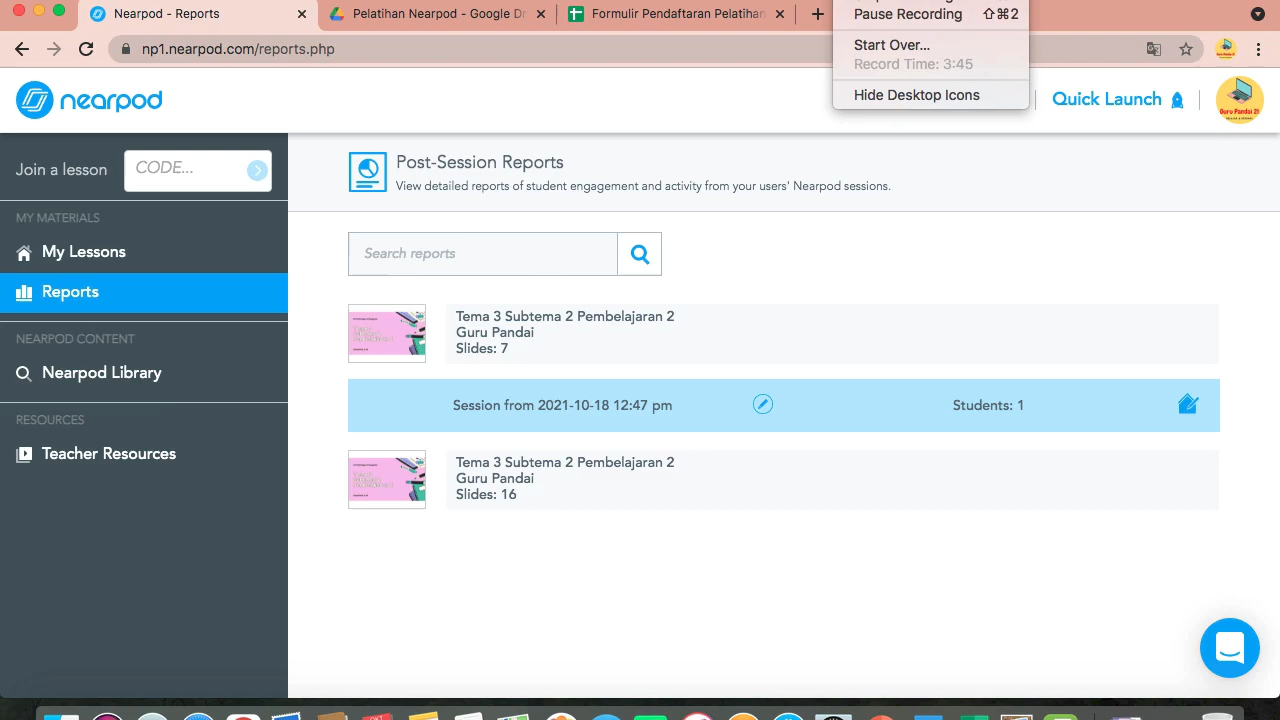 Nearpod - Reports
Pelatihan Nearpod - Google Dr
Formulir Pendaftaran Pelatihan
Pause Recording ⇧⌘2
Start Over...
Record Time: 3:45
Hide Desktop Icons
np1.nearpod.com/reports.php
nearpod
Quick Launch
Guru Pandai 21
Join a lesson
CODE...
MY MATERIALS
My Lessons
Reports
NEARPOD CONTENT
Nearpod Library
RESOURCES
Teacher Resources
Post-Session Reports
View detailed reports of student engagement and activity from your users' Nearpod sessions.
Search reports
Tema 3 Subtema 2 Pembelajaran 2
Guru Pandai
Slides: 7
Session from 2021-10-18 12:47 pm
Students: 1
Tema 3 Subtema 2 Pembelajaran 2
Guru Pandai
Slides: 16